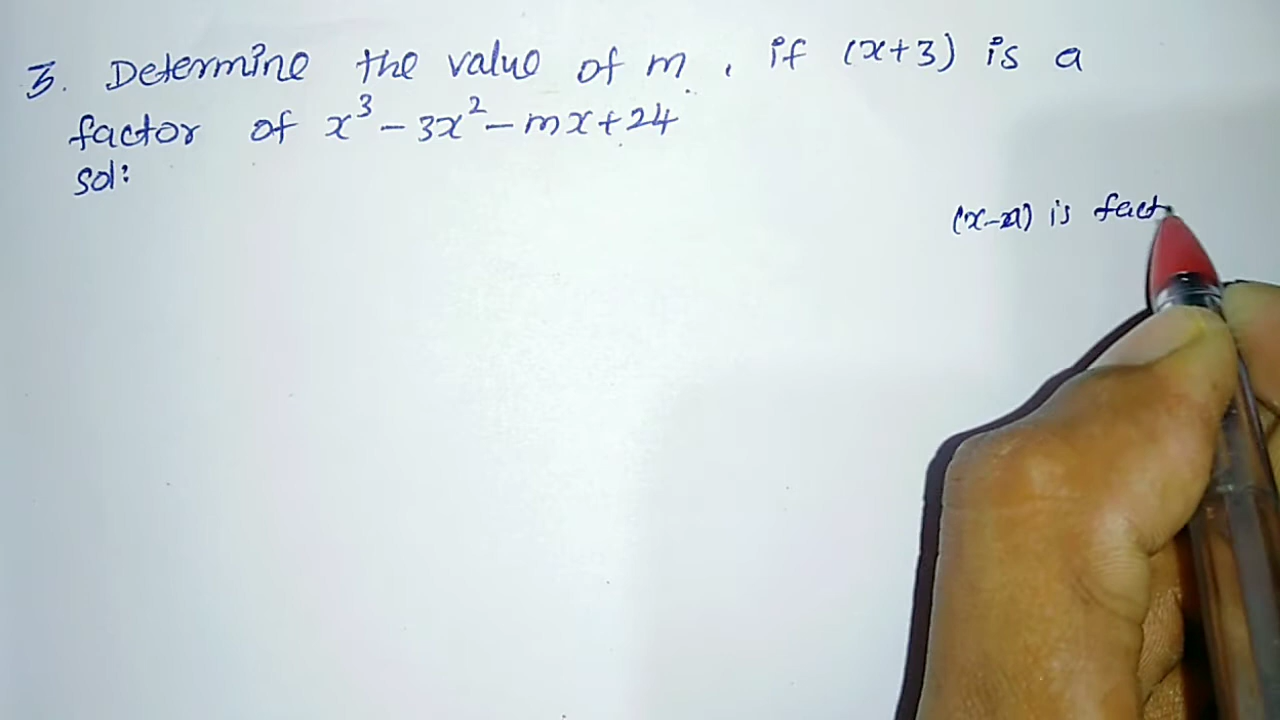 3. Determine the value of m, if (x+3) is a
factor of x³ - 3x² - mx + 24
sol:
(x-a) is fact